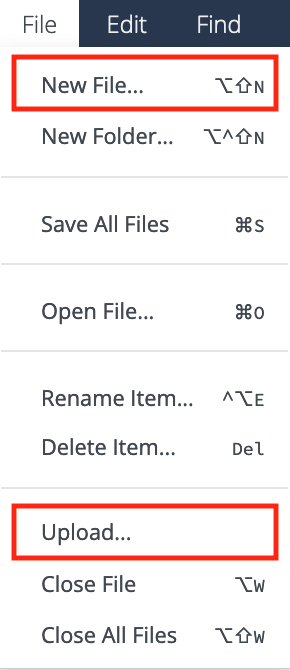 File Edit Find
New File... ⌥⇧N
New Folder... ⌥^⇧N
Save All Files ⌘S
Open File... ⌘O
Rename Item... ^⌥E
Delete Item... Del
Upload...
Close File ⌥W
Close All Files ⌥⇧W